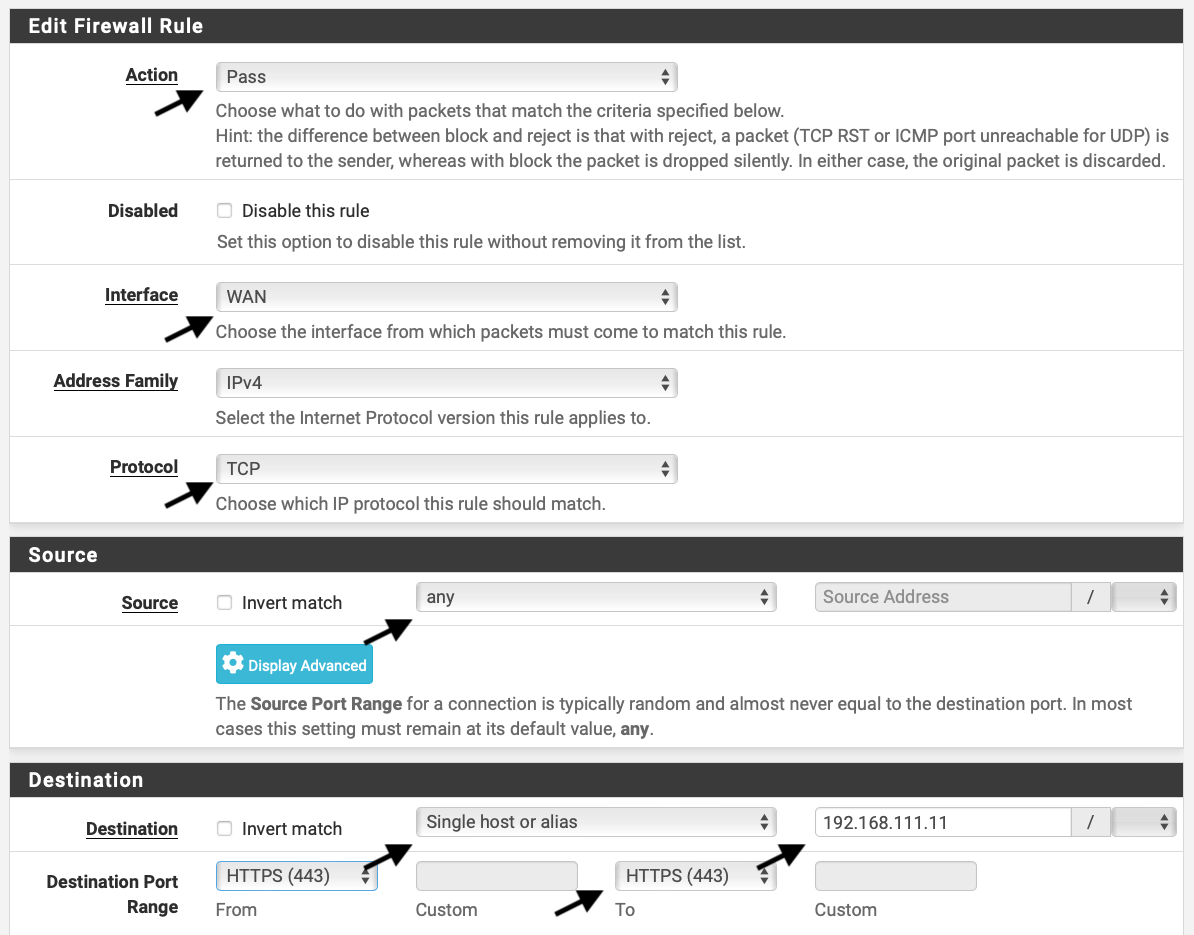 Edit Firewall Rule
Action
Pass
Choose what to do with packets that match the criteria specified below.
Hint: the difference between block and reject is that with reject, a packet (TCP RST or ICMP port unreachable for UDP) is
returned to the sender, whereas with block the packet is dropped silently. In either case, the original packet is discarded.
Disabled
Disable this rule
Set this option to disable this rule without removing it from the list.
Interface
WAN
Choose the interface from which packets must come to match this rule.
Address Family
IPv4
Select the Internet Protocol version this rule applies to.
Protocol
TCP
Choose which IP protocol this rule should match.
Source
Source
Invert match
any
Source Address
/
Display Advanced
The Source Port Range for a connection is typically random and almost never equal to the destination port. In most
cases this setting must remain at its default value, any.
Destination
Destination
Invert match
Single host or alias
192.168.111.11
/
Destination Port
Range
HTTPS (443)
HTTPS (443)
From
Custom
To
Custom